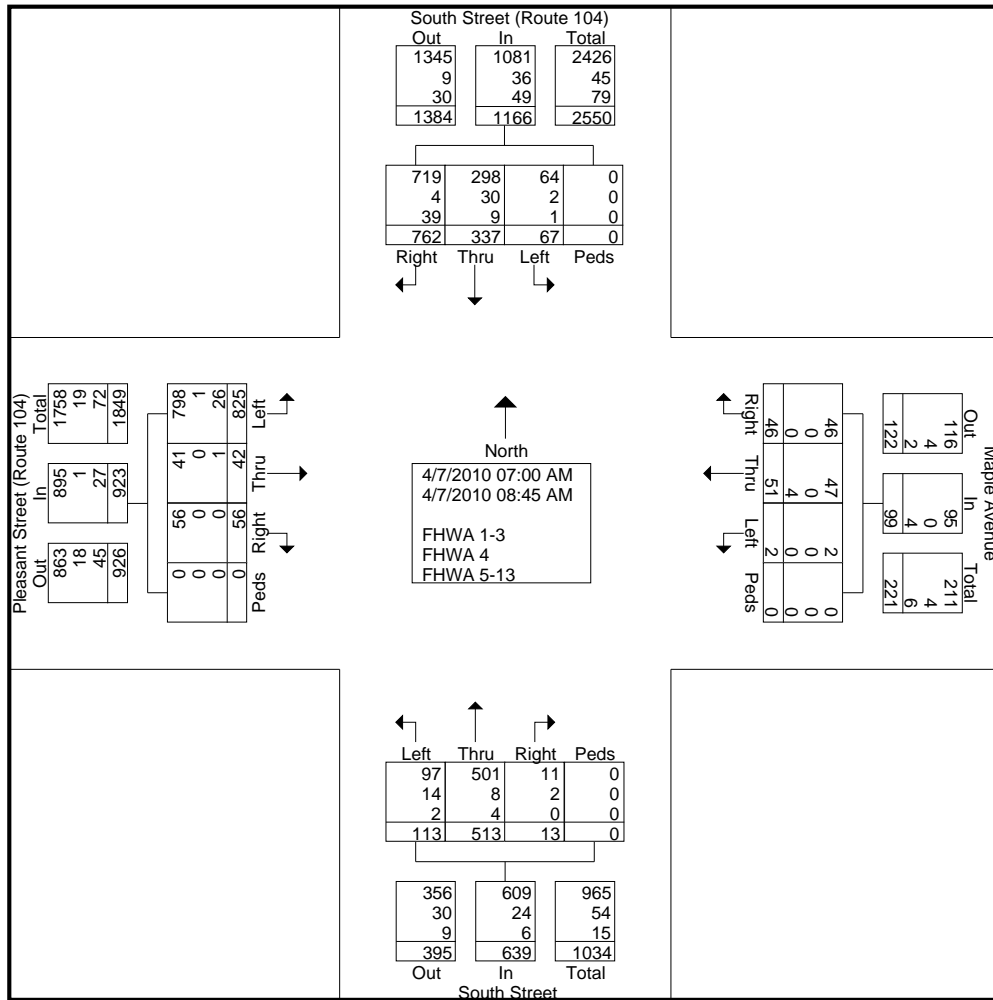 South Street (Route 104)
Out In Total
1345 1081 2426
9 36 45
30 49 79
1384 1166 2550
719 298 64 0
4 30 2 0
39 9 1 0
762 337 67 0
Right Thru Left Peds
Pleasant Street (Route 104)
Total In Out
1758 895 863
19 1 18
72 27 45
1849 923 926
798 41 56 0
1 0 0 0
26 1 0 0
825 42 56 0
Left Thru Right Peds
North
4/7/2010 07:00 AM
4/7/2010 08:45 AM
FHWA 1-3
FHWA 4
FHWA 5-13
Right Thru Left Peds
46 47 2 0
0 0 0 0
0 4 0 0
46 51 2 0
Maple Avenue
Out In Total
116 95 211
4 0 4
2 4 6
122 99 221
Left Thru Right Peds
97 501 11 0
14 8 2 0
2 4 0 0
113 513 13 0
356 609 965
30 24 54
9 6 15
395 639 1034
Out In Total
South Street